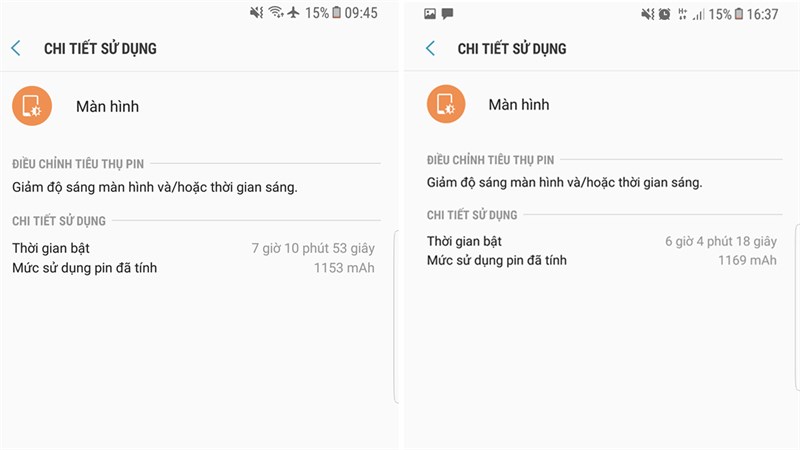 15% 09:45
CHI TIẾT SỬ DỤNG
Màn hình
ĐIỀU CHỈNH TIÊU THỤ PIN
Giảm độ sáng màn hình và/hoặc thời gian sáng.
CHI TIẾT SỬ DỤNG
Thời gian bật 7 giờ 10 phút 53 giây
Mức sử dụng pin đã tính 1153 mAh
H+ 15% 16:37
CHI TIẾT SỬ DỤNG
Màn hình
ĐIỀU CHỈNH TIÊU THỤ PIN
Giảm độ sáng màn hình và/hoặc thời gian sáng.
CHI TIẾT SỬ DỤNG
Thời gian bật 6 giờ 4 phút 18 giây
Mức sử dụng pin đã tính 1169 mAh